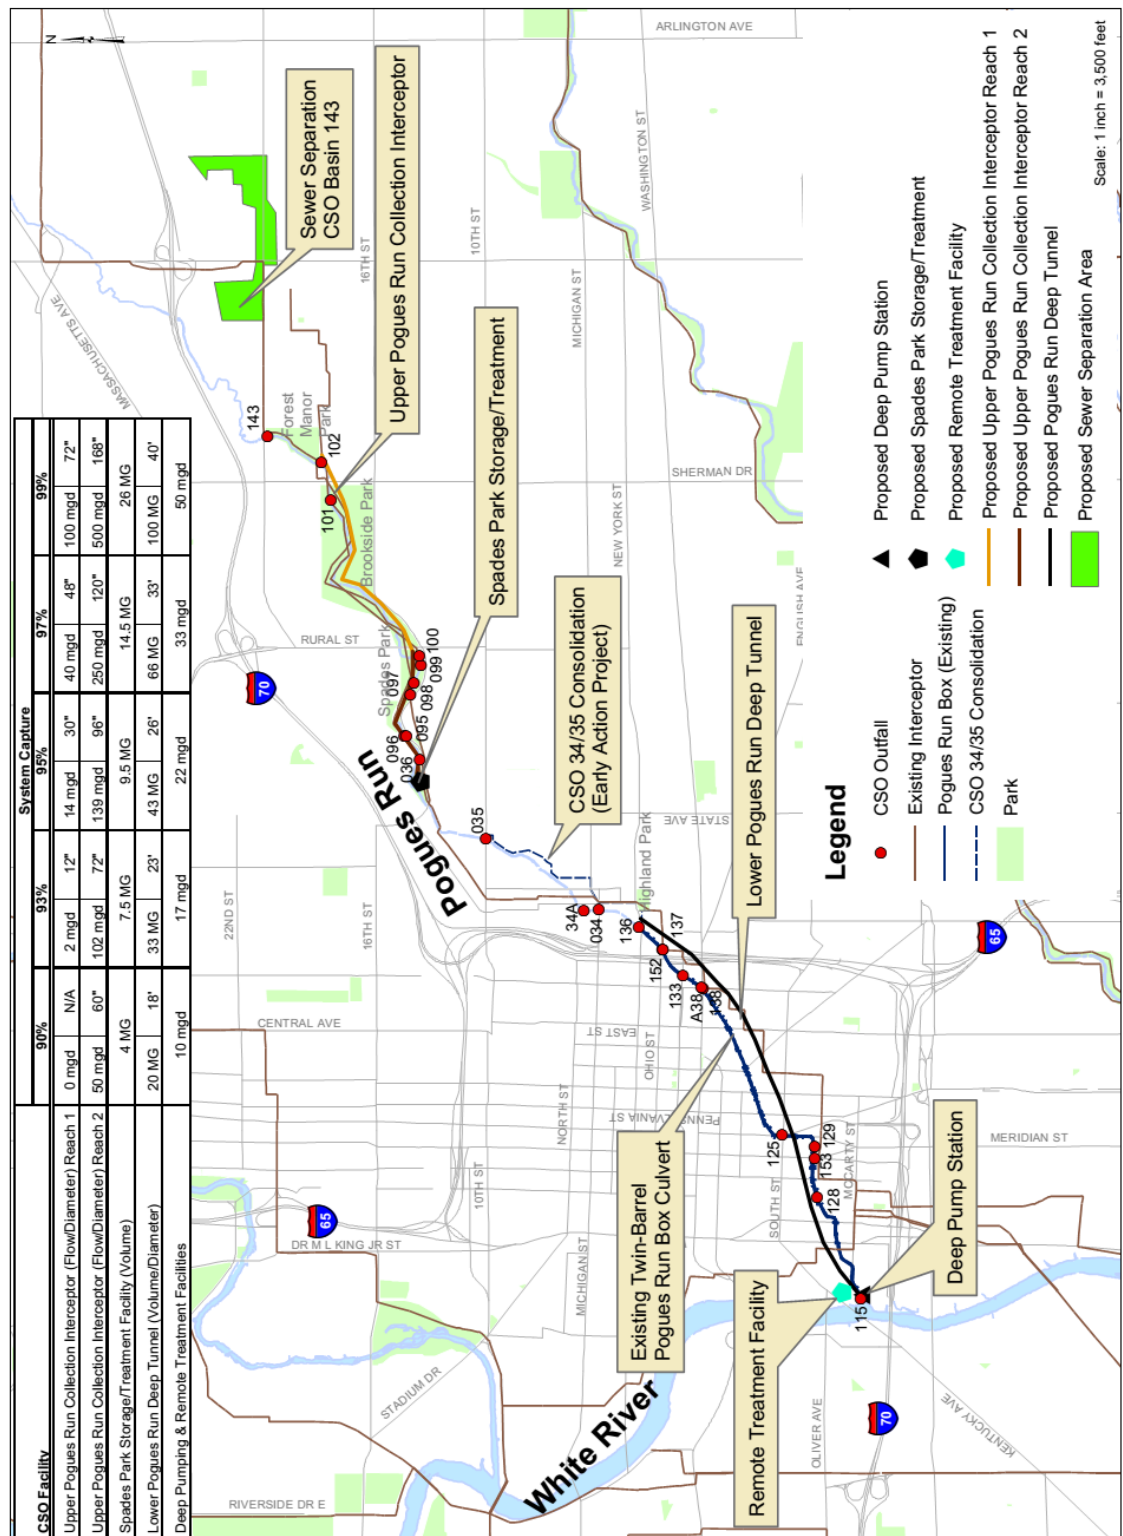 CSO Facility
System Capture
90%
93%
95%
97%
99%
Upper Pogues Run Collection Interceptor (Flow/Diameter) Reach 1
0 mgd
N/A
2 mgd
12"
14 mgd
30"
40 mgd
48"
100 mgd
72"
Upper Pogues Run Collection Interceptor (Flow/Diameter) Reach 2
50 mgd
60"
102 mgd
72"
139 mgd
96"
250 mgd
120"
500 mgd
168"
Spades Park Storage/Treatment Facility (Volume)
4 MG
7.5 MG
9.5 MG
14.5 MG
26 MG
Lower Pogues Run Deep Tunnel (Volume/Diameter)
20 MG
18'
33 MG
23'
43 MG
26'
66 MG
33'
100 MG
40'
Deep Pumping & Remote Treatment Facilities
10 mgd
17 mgd
22 mgd
33 mgd
50 mgd
N
MASSACHUSETTS AVE
ARLINGTON AVE
Sewer Separation
CSO Basin 143
Upper Pogues Run Collection Interceptor
16TH ST
10TH ST
WASHINGTON ST
MICHIGAN ST
143
Forest
Manor
Park
102
101
Brookside Park
Spades Park Storage/Treatment
SHERMAN DR
NEW YORK ST
ENGLISH AVE
RURAL ST
70
Spades Park
100
099
097
098
095
096
036
Pogues Run
CSO 34/35 Consolidation
(Early Action Project)
035
STATE AVE
Highland Park
Lower Pogues Run Deep Tunnel
22ND ST
16TH ST
34A
034
136
137
152
133
A38
138
65
CENTRAL AVE
EAST ST
OHIO ST
NORTH ST
PENNSYLVANIA ST
10TH ST
MERIDIAN ST
125
129
153
128
MCCARTY ST
SOUTH ST
65
DR M L KING JR ST
MICHIGAN ST
Existing Twin-Barrel
Pogues Run Box Culvert
Deep Pump Station
115
Remote Treatment Facility
STADIUM DR
White River
OLIVER AVE
70
KENTUCKY AVE
RIVERSIDE DR E
Legend
CSO Outfall
Existing Interceptor
Pogues Run Box (Existing)
CSO 34/35 Consolidation
Park
Proposed Deep Pump Station
Proposed Spades Park Storage/Treatment
Proposed Remote Treatment Facility
Proposed Upper Pogues Run Collection Interceptor Reach 1
Proposed Upper Pogues Run Collection Interceptor Reach 2
Proposed Pogues Run Deep Tunnel
Proposed Sewer Separation Area
Scale: 1 inch = 3,500 feet